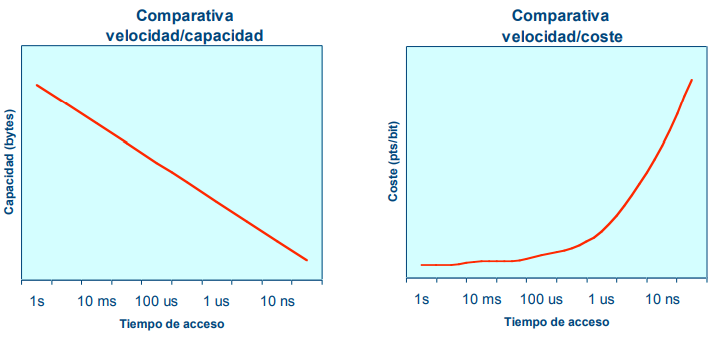 Comparativa
velocidad/capacidad
Capacidad (bytes)
1s 10 ms 100 us 1 us 10 ns
Tiempo de acceso
Comparativa
velocidad/coste
Coste (pts/bit)
1s 10 ms 100 us 1 us 10 ns
Tiempo de acceso